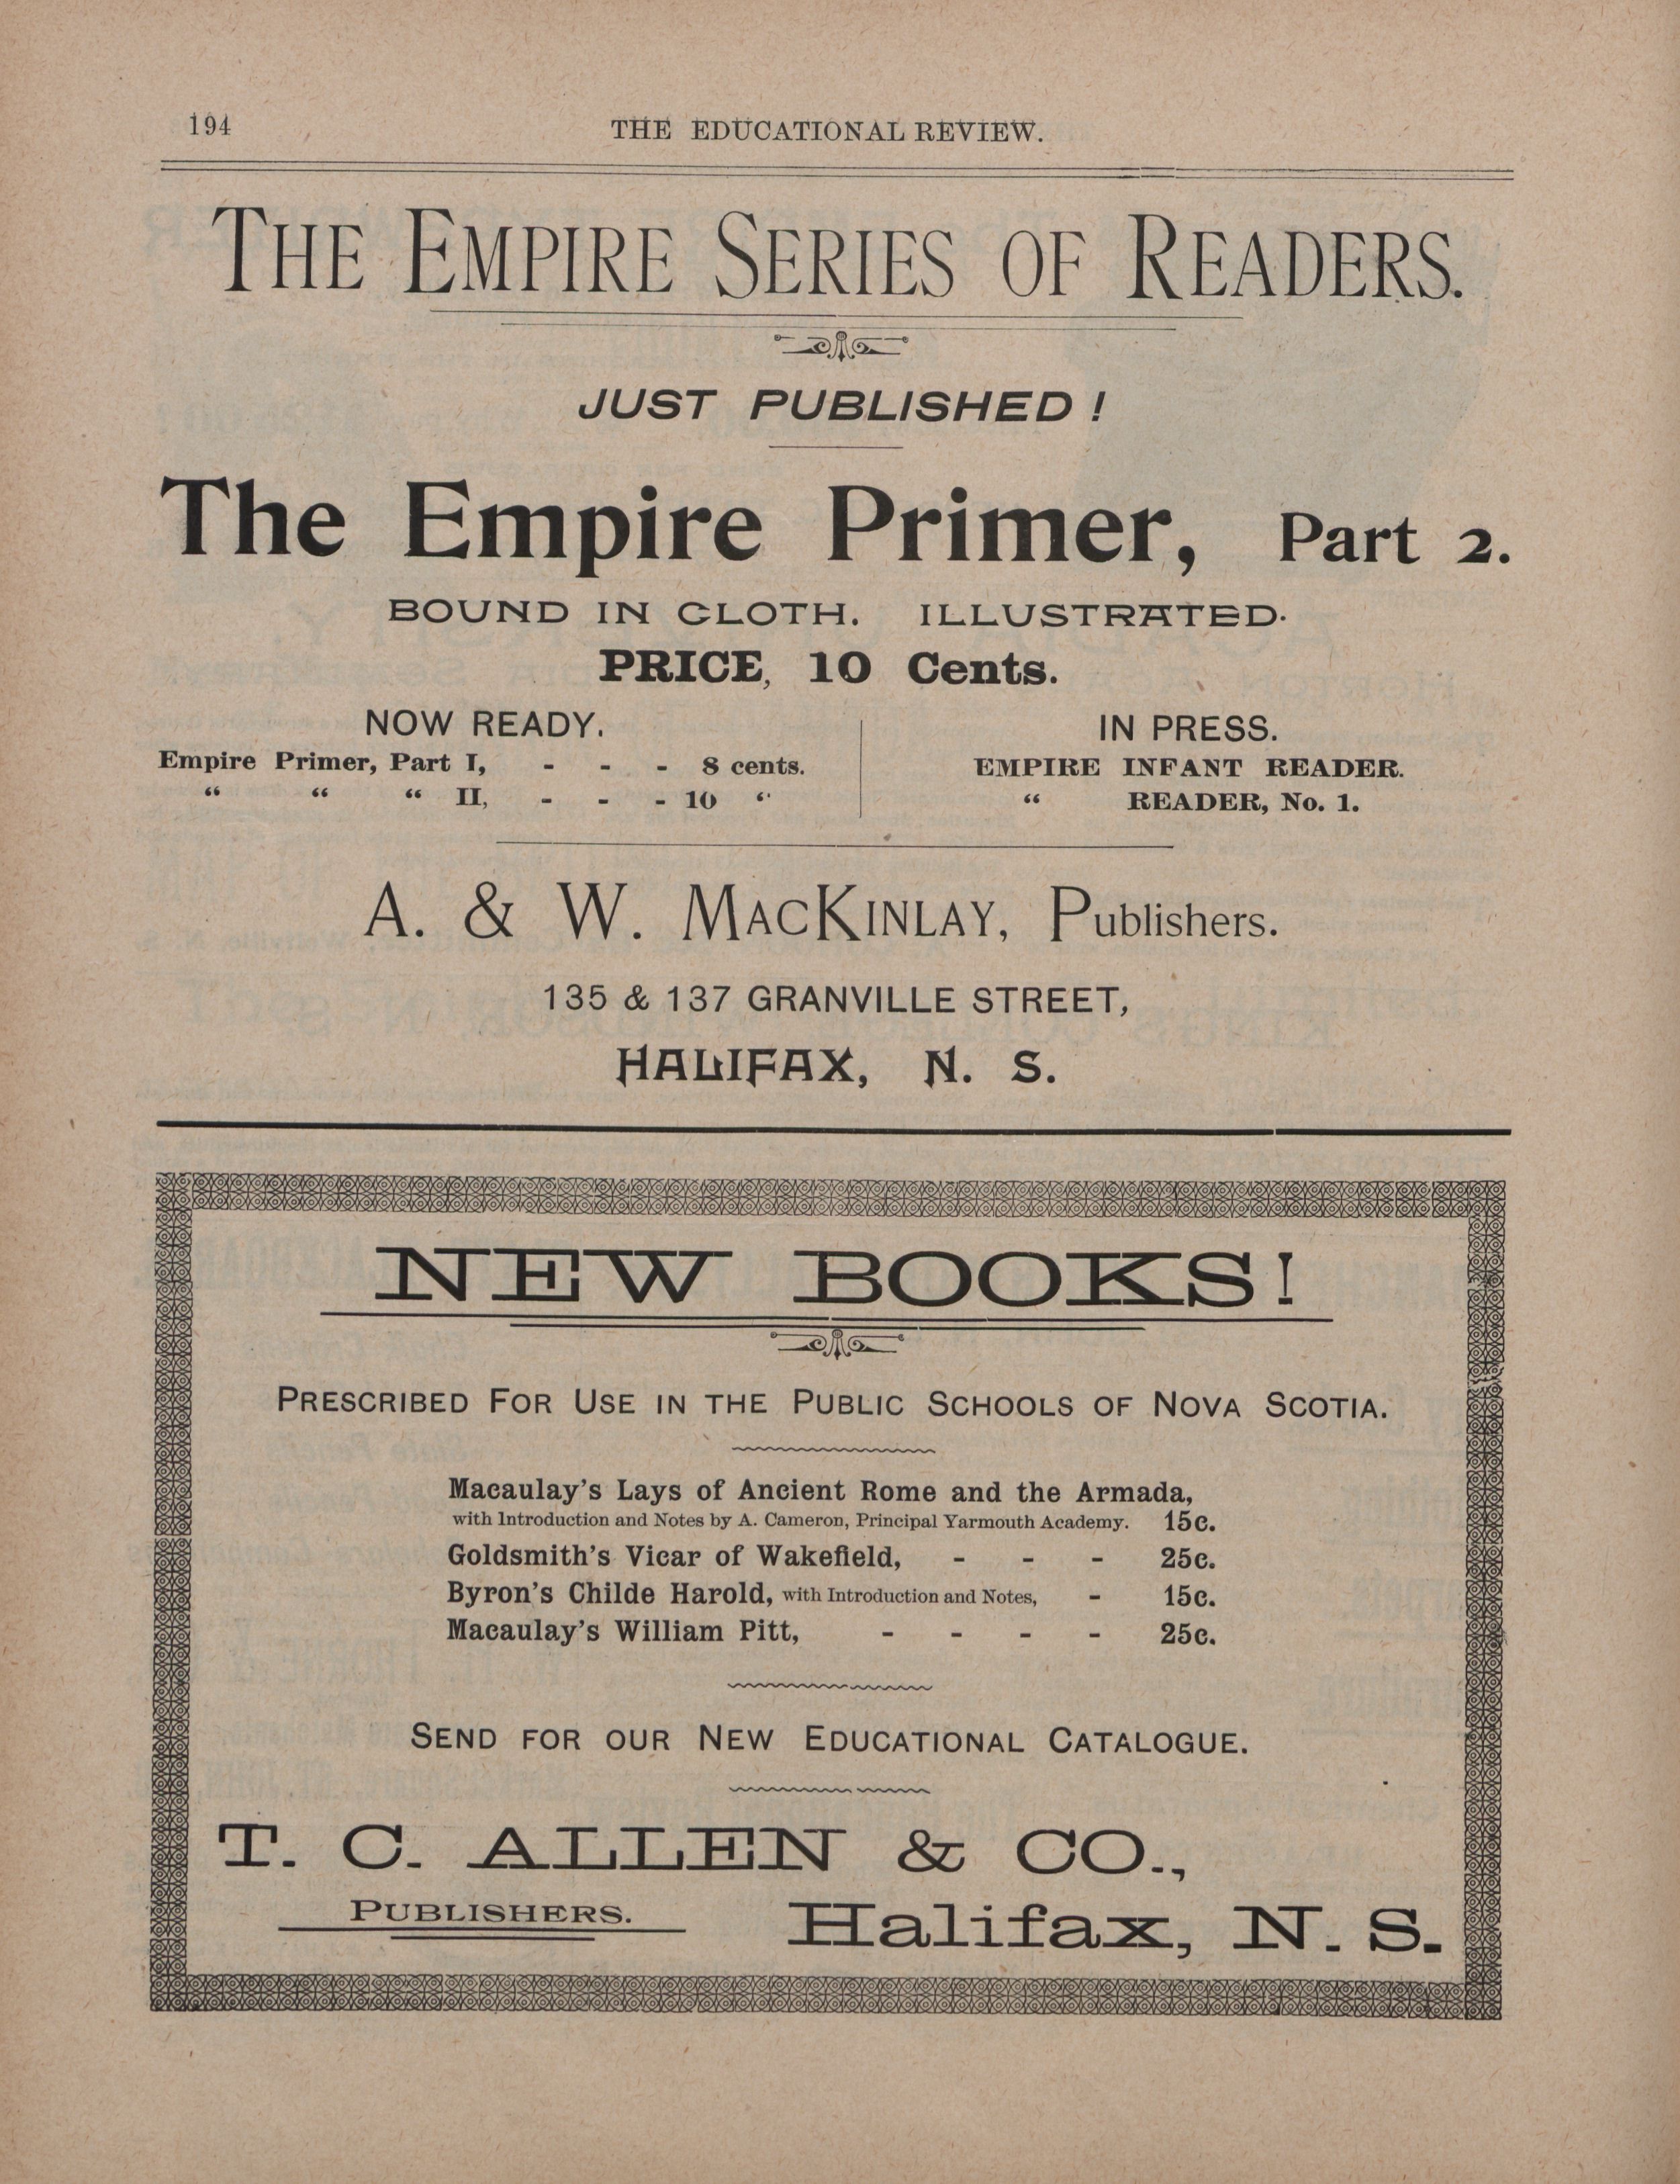 194
THE EDUCATIONAL REVIEW.
THE EMPIRE SERIES OF READERS.
JUST PUBLISHED!
The Empire Primer, Part 2.
BOUND IN CLOTH. ILLUSTRATED.
PRICE, 10 Cents.
NOW READY.
Empire Primer, Part I, - - - 8 cents.
“ “ “ II, - - - 10 “
IN PRESS.
EMPIRE INFANT READER.
“ READER, No. 1.
A. & W. MACKINLAY, Publishers.
135 & 137 GRANVILLE STREET,
HALIFAX, N. S.
NEW BOOKS!
PRESCRIBED FOR USE IN THE PUBLIC SCHOOLS OF NOVA SCOTIA.
Macaulay's Lays of Ancient Rome and the Armada,
with Introduction and Notes by A. Cameron, Principal Yarmouth Academy. 15c.
Goldsmith's Vicar of Wakefield, - - - 25c.
Byron's Childe Harold, with Introduction and Notes, - 15c.
Macaulay's William Pitt, - - - - 25c.
SEND FOR OUR NEW EDUCATIONAL CATALOGUE.
T. C. ALLEN & CO.,
PUBLISHERS. Halifax, N. S.